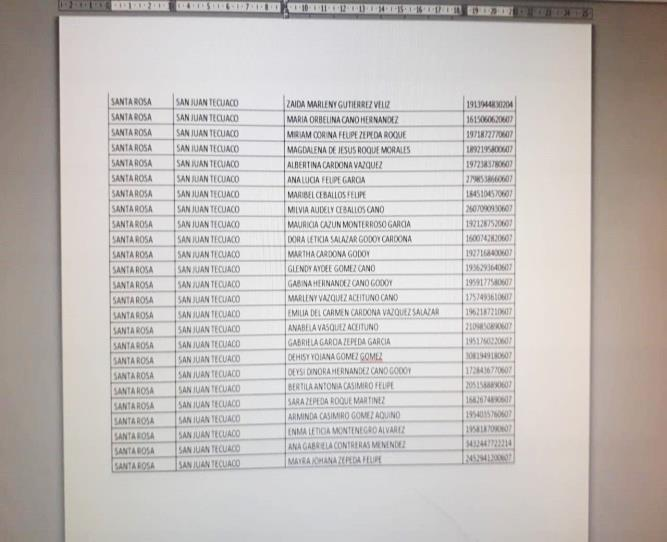 SANTA ROSA SAN JUAN TECUACO ZAIDA MARLENY GUTIERREZ VELIZ 1913944830204
SANTA ROSA SAN JUAN TECUACO MARIA ORBELINA CANO HERNANDEZ 1615060620607
SANTA ROSA SAN JUAN TECUACO MIRIAM CORINA FELIPE ZEPEDA ROQUE 1971872770607
SANTA ROSA SAN JUAN TECUACO MAGDALENA DE JESUS ROQUE MORALES 1892195800607
SANTA ROSA SAN JUAN TECUACO ALBERTINA CARDONA VAZQUEZ 1972383780607
SANTA ROSA SAN JUAN TECUACO ANA LUCIA FELIPE GARCIA 2798538660607
SANTA ROSA SAN JUAN TECUACO MARIBEL CEBALLOS FELIPE 1845104570607
SANTA ROSA SAN JUAN TECUACO MILVIA AUDELY CEBALLOS CANO 2607090930607
SANTA ROSA SAN JUAN TECUACO MAURICIA CAZUN MONTERROSO GARCIA 1921287520607
SANTA ROSA SAN JUAN TECUACO DORA LETICIA SALAZAR GODOY CARDONA 1600742820607
SANTA ROSA SAN JUAN TECUACO MARTHA CARDONA GODOY 1927168400607
SANTA ROSA SAN JUAN TECUACO GLENDY AYDEE GOMEZ CANO 1936293640607
SANTA ROSA SAN JUAN TECUACO GABINA HERNANDEZ CANO GODOY 1959177580607
SANTA ROSA SAN JUAN TECUACO MARLENY VAZQUEZ ACEITUNO CANO 1757493610607
SANTA ROSA SAN JUAN TECUACO EMILIA DEL CARMEN CARDONA VAZQUEZ SALAZAR 1962187710607
SANTA ROSA SAN JUAN TECUACO ANABELA VASQUEZ ACEITUNO 2109850890607
SANTA ROSA SAN JUAN TECUACO GABRIELA GARCIA ZEPEDA GARCIA 1951760220607
SANTA ROSA SAN JUAN TECUACO DEHISY YOJANA GOMEZ GOMEZ 3081949180607
SANTA ROSA SAN JUAN TECUACO DEYSI DINORA HERNANDEZ CANO GODOY 1728436770607
SANTA ROSA SAN JUAN TECUACO BERTILA ANTONIA CASIMIRO FELIPE 2051588890607
SANTA ROSA SAN JUAN TECUACO SARA ZEPEDA ROQUE MARTINEZ 1682674890607
SANTA ROSA SAN JUAN TECUACO ARMINDA CASIMIRO GOMEZ AQUINO 1954035760607
SANTA ROSA SAN JUAN TECUACO ENMA LETICIA MONTENEGRO ALVAREZ 1958187090607
SANTA ROSA SAN JUAN TECUACO ANA GABRIELA CONTRERAS MENENDEZ
SANTA ROSA SAN JUAN TECUACO MAYRA JOHANA ZEPEDA FELIPE 2452941200607